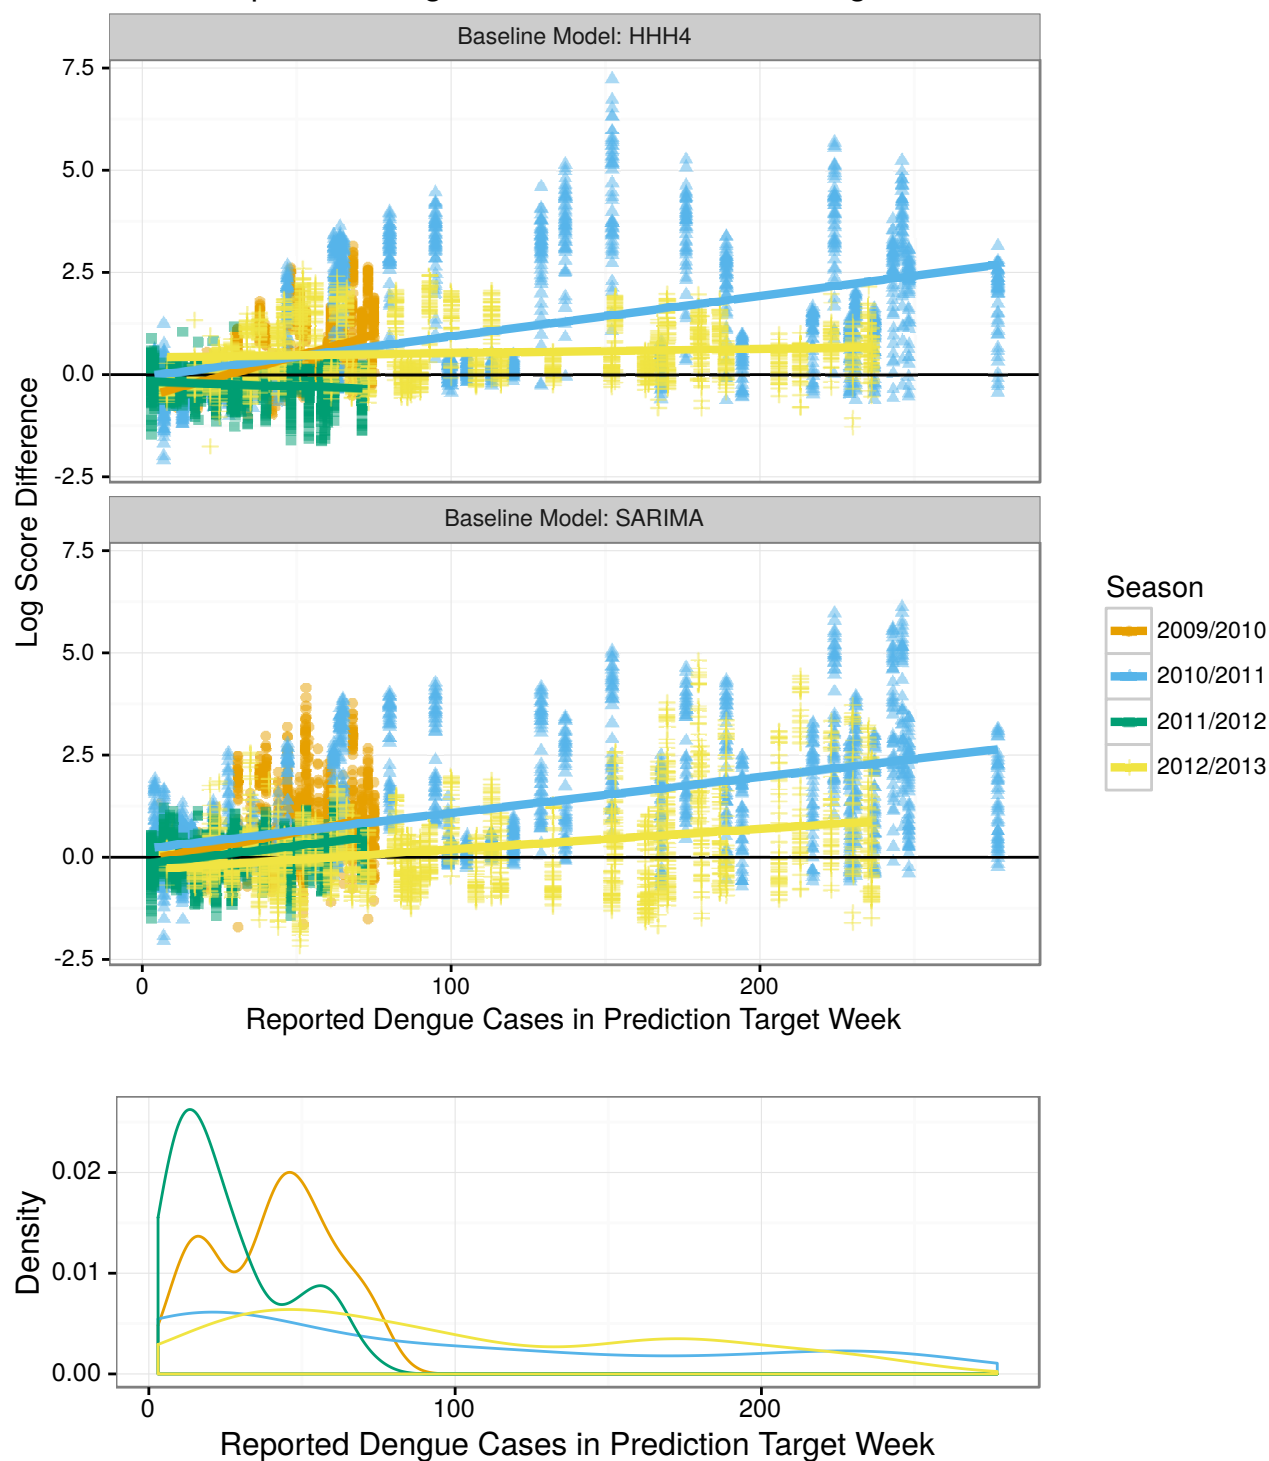 Baseline Model: HHH4
7.5
5.0
2.5
0.0
-2.5
Log Score Difference
Baseline Model: SARIMA
7.5
5.0
2.5
0.0
-2.5
0 100 200
Reported Dengue Cases in Prediction Target Week
Season
2009/2010
2010/2011
2011/2012
2012/2013
0.02
0.01
0.00
Density
0 100 200
Reported Dengue Cases in Prediction Target Week